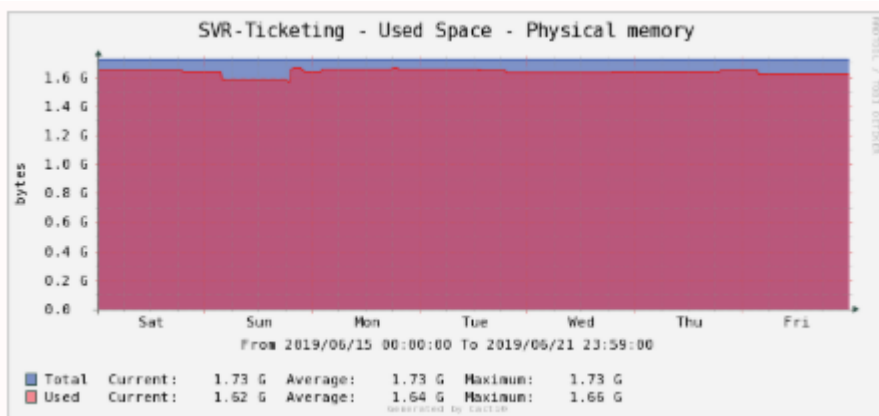 SVR-Ticketing - Used Space - Physical memory
1.6 G
1.4 G
1.2 G
1.0 G
0.8 G
0.6 G
0.4 G
0.2 G
0.0
bytes
Sat Sun Mon Tue Wed Thu Fri
From 2019/06/15 00:00:00 To 2019/06/21 23:59:00
Total Current: 1.73 G Average: 1.73 G Maximum: 1.73 G
Used Current: 1.62 G Average: 1.64 G Maximum: 1.66 G
Generated by Cacti®
RRDTOOL / TOBI OETIKER